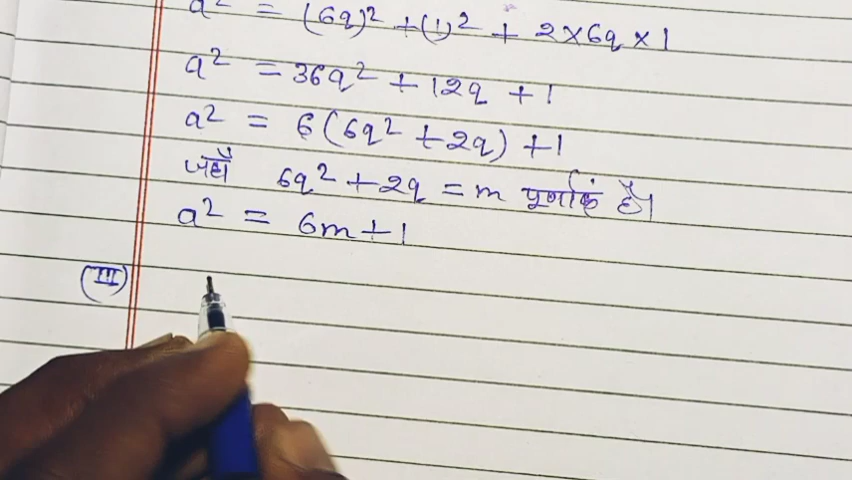 a² = (6q)² + (1)² + 2×6q×1
a² = 36q² + 12q + 1
a² = 6(6q² + 2q) + 1
जहाँ 6q² + 2q = m पूर्णांक है।
a² = 6m + 1
(III)